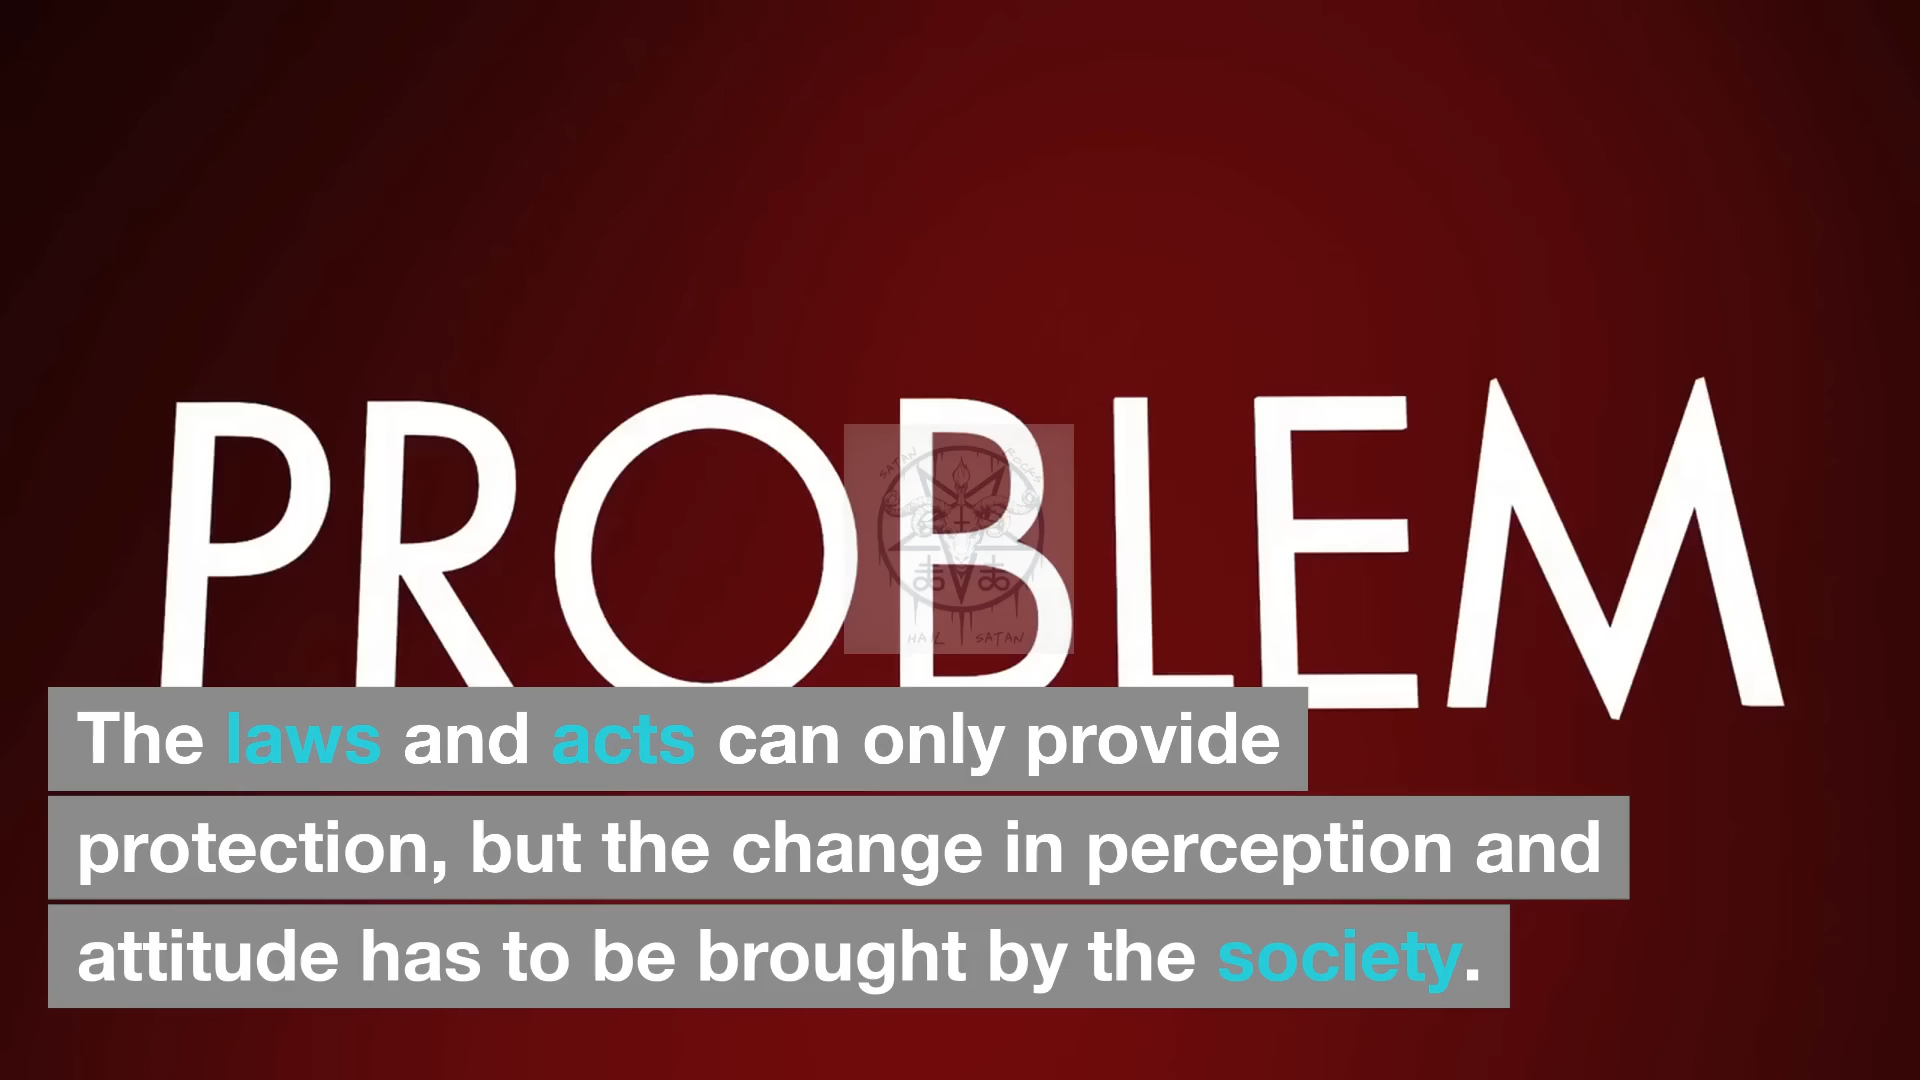 PROBLEM
SATAN ROCKS
HAIL SATAN
The laws and acts can only provide
protection, but the change in perception and
attitude has to be brought by the society.